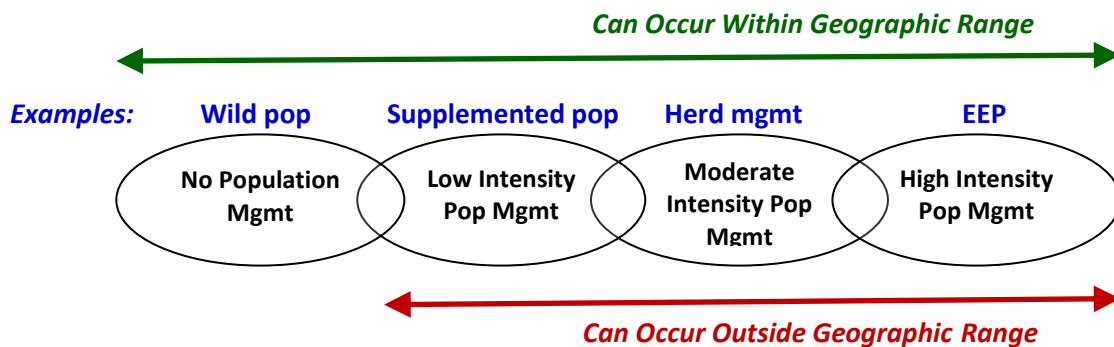 Can Occur Within Geographic Range
Examples: Wild pop Supplemented pop Herd mgmt EEP
No Population
Mgmt
Low Intensity
Pop Mgmt
Moderate
Intensity Pop
Mgmt
High Intensity
Pop Mgmt
Can Occur Outside Geographic Range